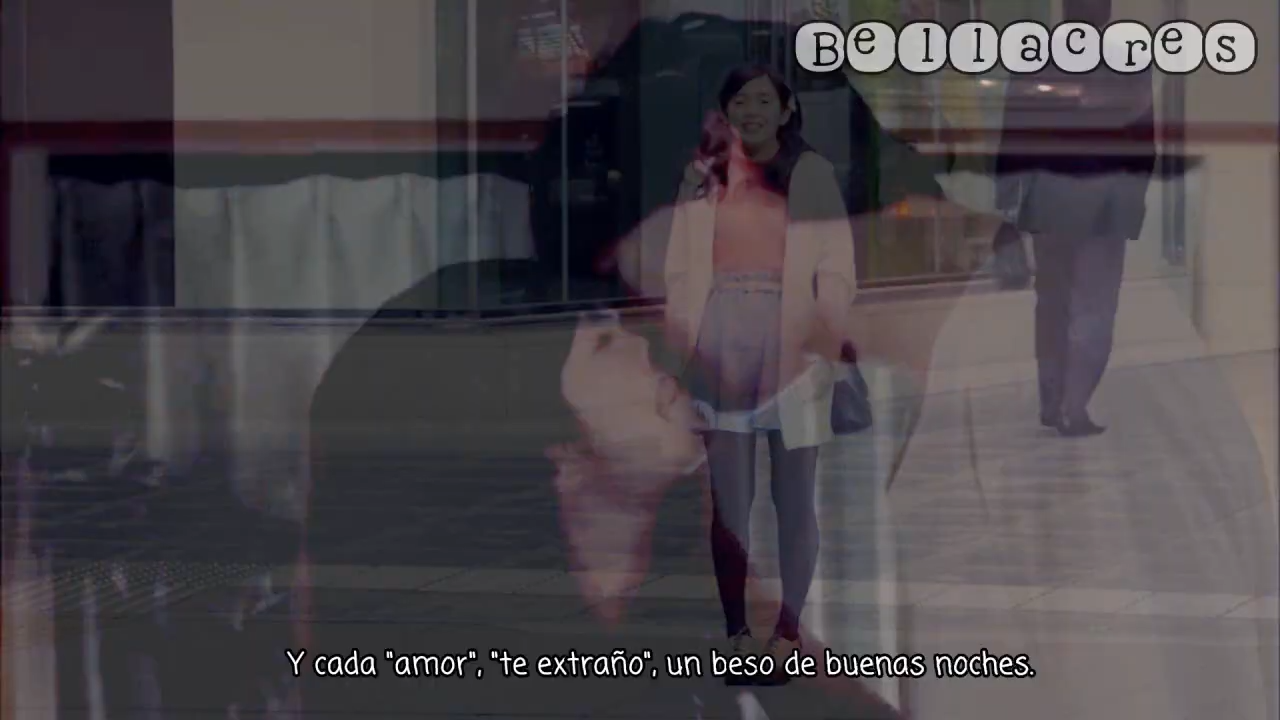 Bellacres
Y cada "amor", "te extraño", un beso de buenas noches.